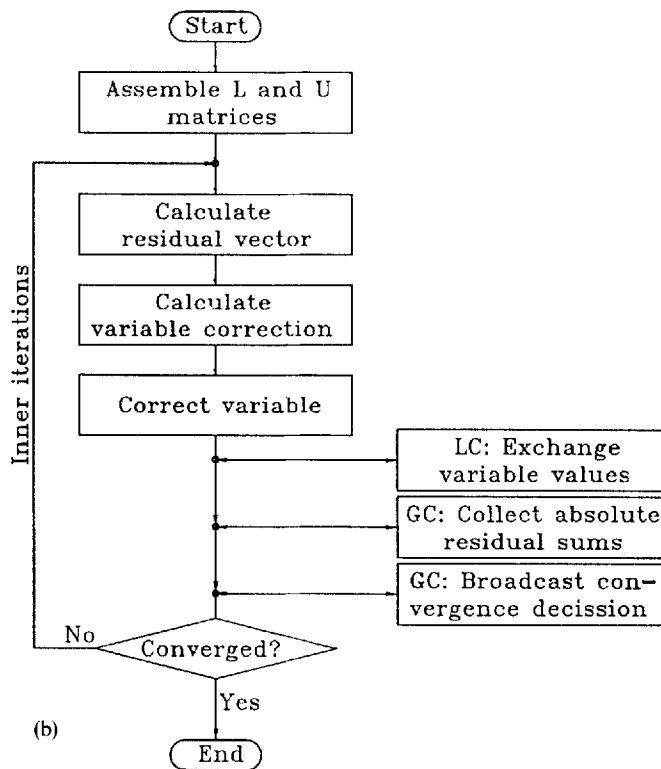 Start
Assemble L and U
matrices
Calculate
residual vector
Calculate
variable correction
Correct variable
Inner iterations
LC: Exchange
variable values
GC: Collect absolute
residual sums
GC: Broadcast con-
vergence decission
No
Converged?
Yes
(b)
End